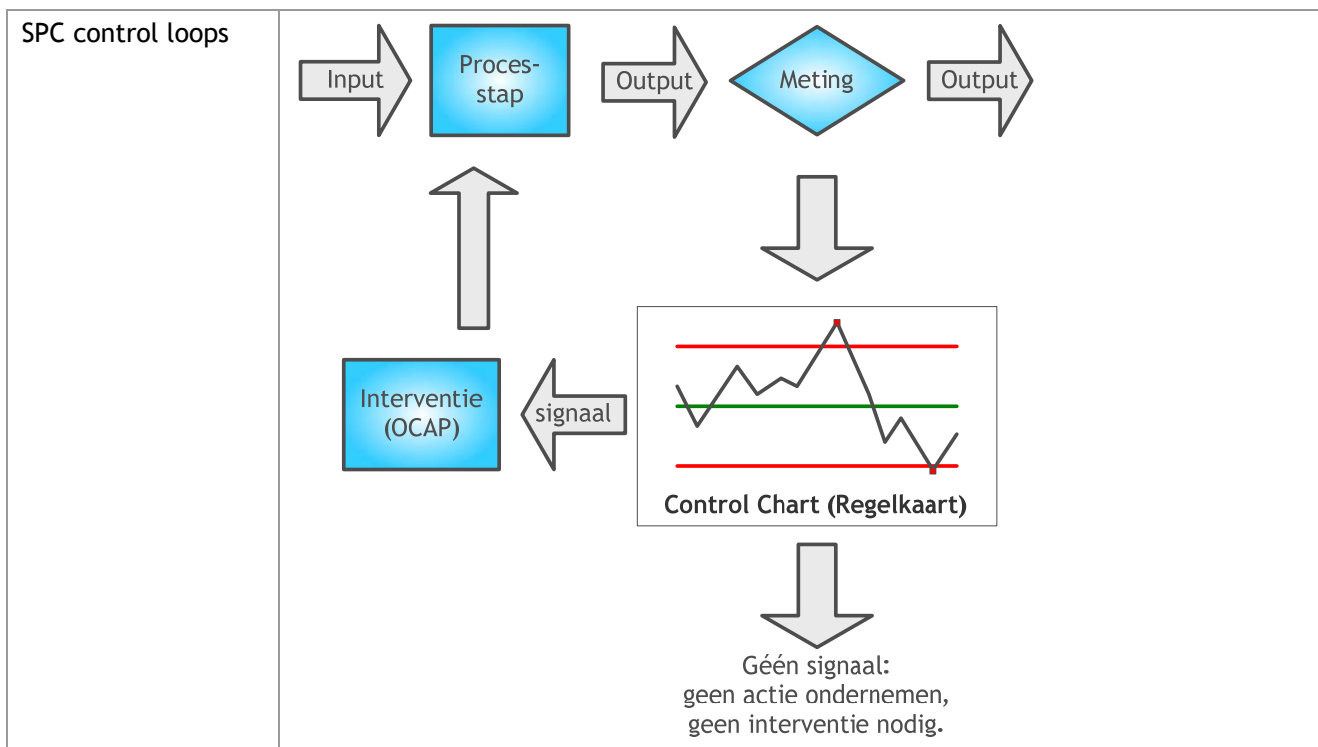 SPC control loops
Input
Proces-
stap
Output
Meting
Output
Interventie
(OCAP)
signaal
Control Chart (Regelkaart)
Géén signaal:
geen actie ondernemen,
geen interventie nodig.